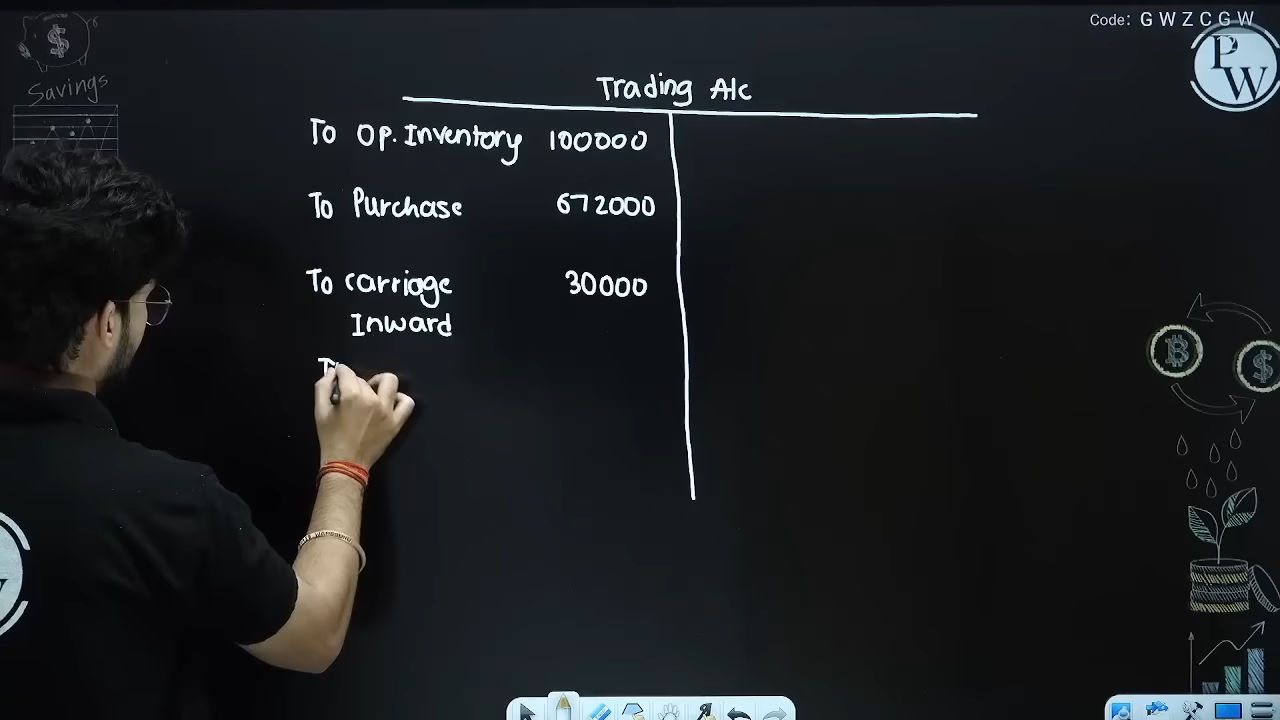 Code: G W Z C G W
PW
Savings
Trading A/c
To Op. Inventory 100000
To Purchase 672000
To carriage 30000
Inward
T